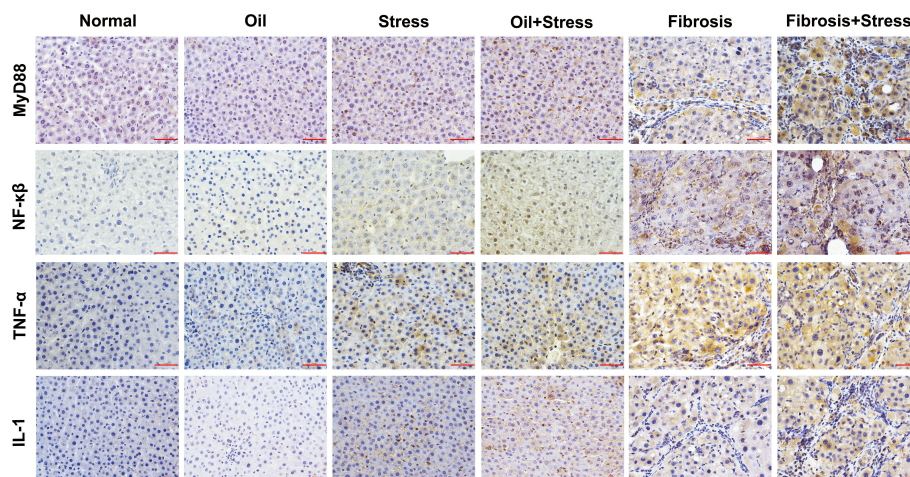 Normal Oil Stress Oil+Stress Fibrosis Fibrosis+Stress
MyD88
NF-κβ
TNF-α
IL-1